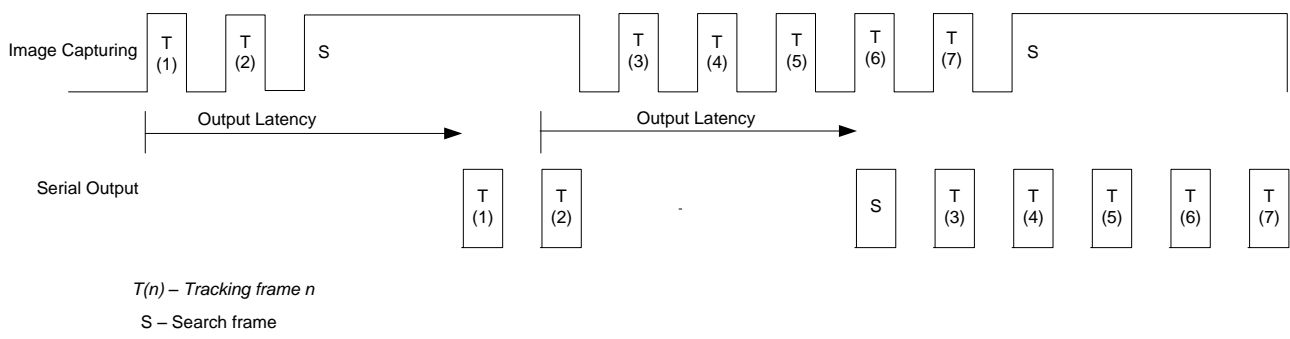 Image Capturing
T
(1)
T
(2)
S
T
(3)
T
(4)
T
(5)
T
(6)
T
(7)
S
Output Latency
Output Latency
Serial Output
T
(1)
T
(2)
-
S
T
(3)
T
(4)
T
(5)
T
(6)
T
(7)
T(n) – Tracking frame n
S – Search frame